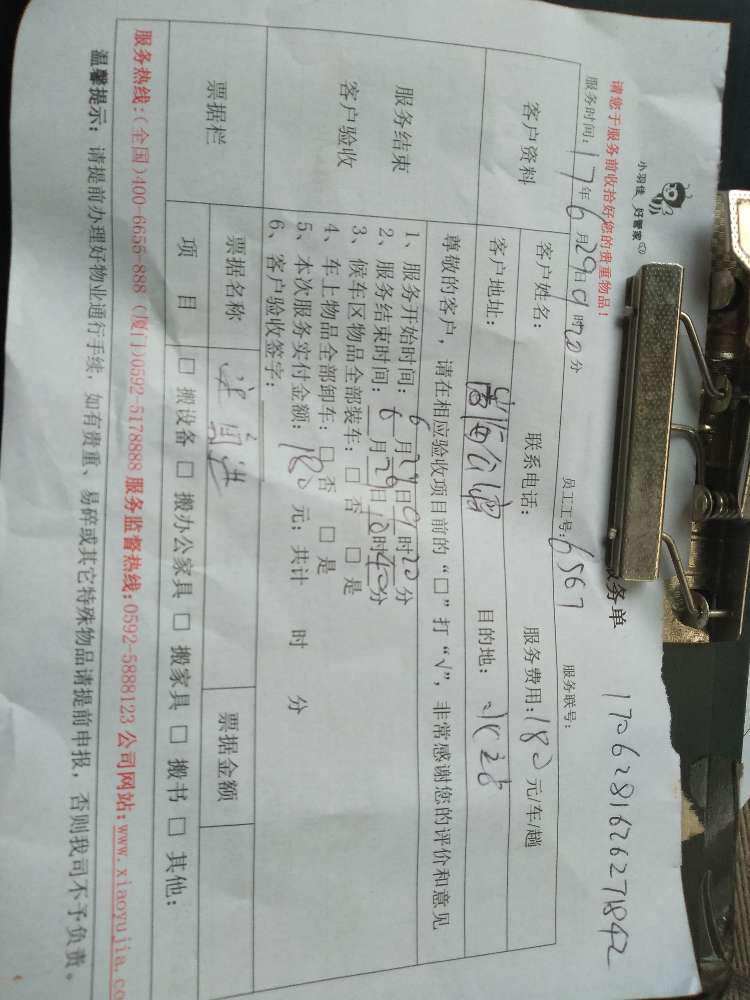 小羽佳 好管家
务单
1706281626271842
请您于服务前收拾好您的贵重物品!
服务时间: 17年6月29日9时20分 员工工号: 6567 服务联号:
客户资料
客户姓名: 联系电话: 服务费用: 180元/车/趟
客户地址: 公寓 目的地:
尊敬的客户, 请在相应验收项目前的“□”打“√”, 非常感谢您的评价和意见
服务结束
客户验收
1、服务开始时间: 6月29日9时20分
2、服务结束时间: 6月29日10时40分
3、候车区物品全部装车: □ 否 □ 是
4、车上物品全部卸车: □ 否 □ 是
5、本次服务实付金额: 180元; 共计 时 分
6、客户验收签字:
票据栏
票据名称 票据金额
项 目 □ 搬设备 □ 搬办公家具 □ 搬家具 □ 搬书 □ 其他:
服务热线:(全国)400-6655-888 (厦门)0592-5178888 服务监督热线:0592-5888123 公司网站:www.xiaoyujia.co
温馨提示: 请提前办理好物业通行手续, 如有贵重、易碎或其它特殊物品请提前申报, 否则我司不予负责。